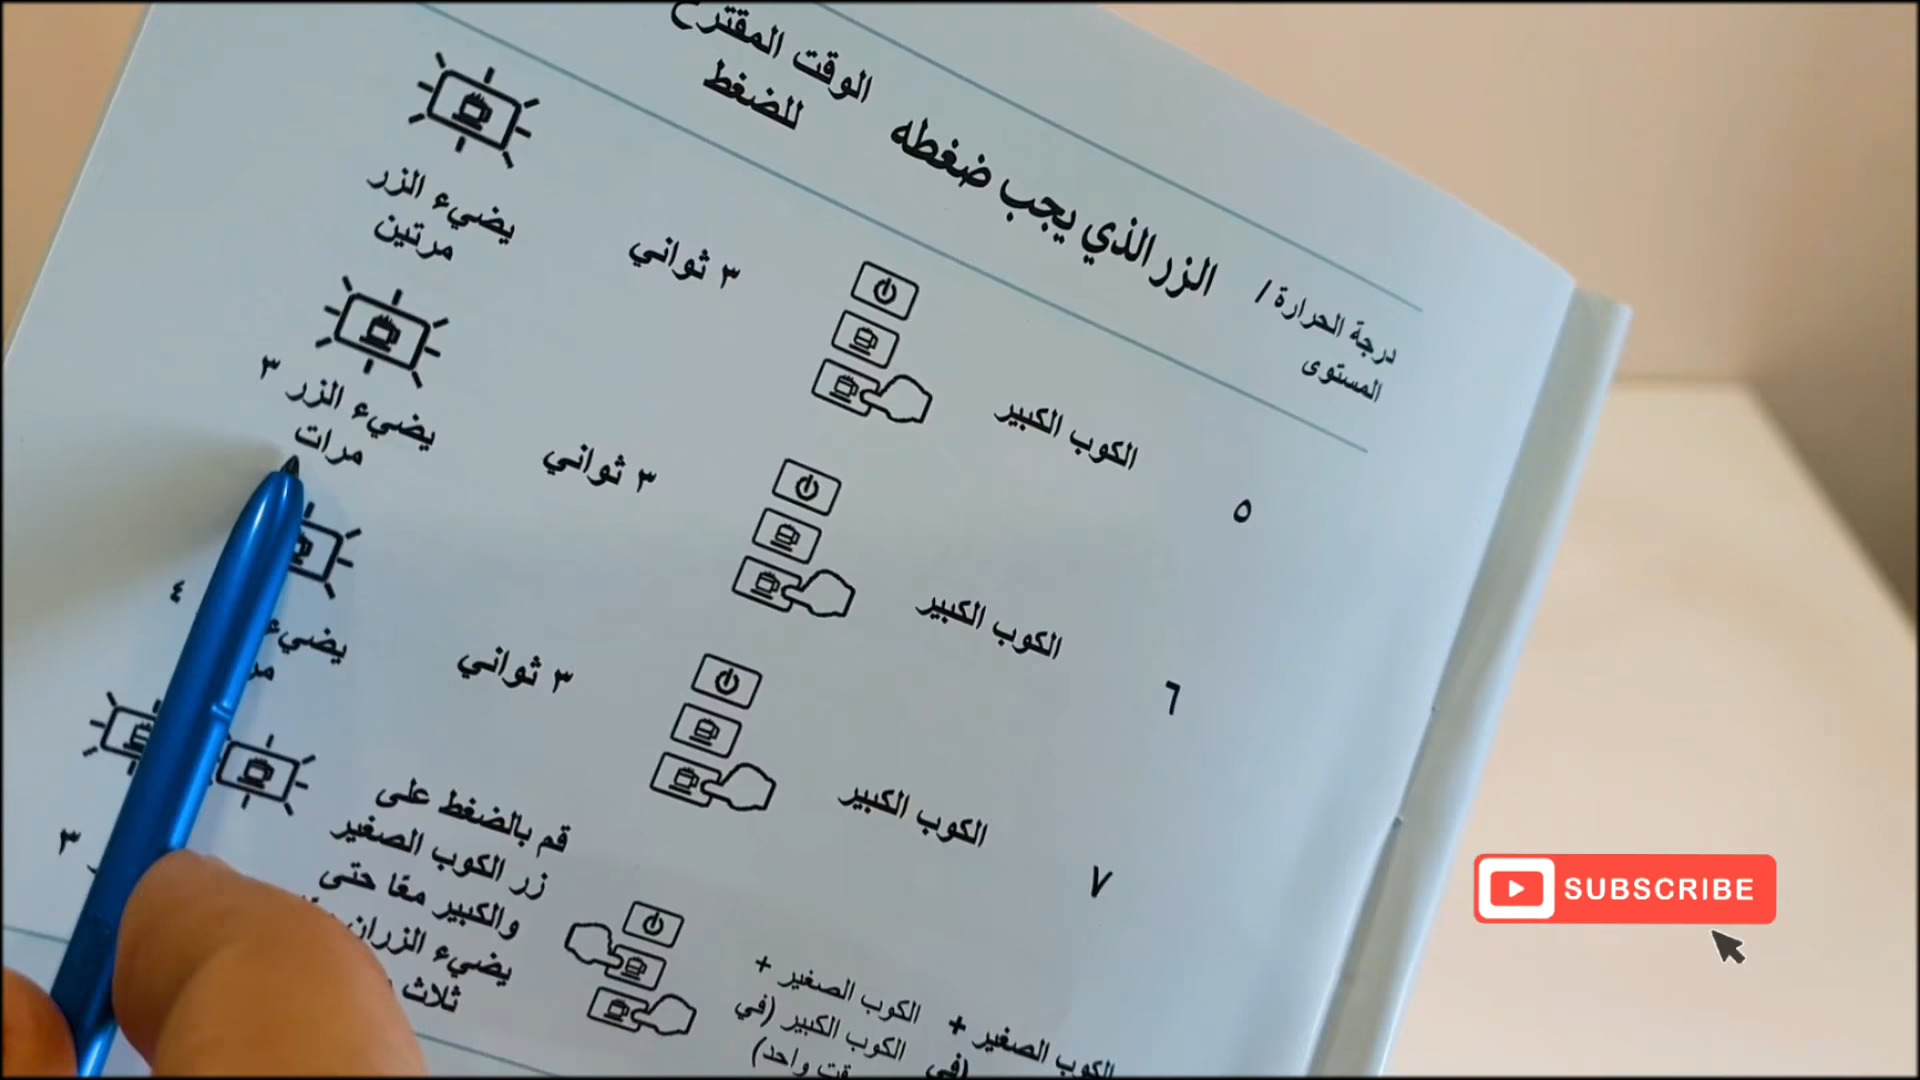 درجة الحرارة /
المستوى
الزر الذي يجب ضغطه
الوقت المقترح
للضغط
الكوب الكبير
٣ ثواني
يضيء الزر
مرتين
٥
الكوب الكبير
٣ ثواني
يضيء الزر ٣
مرات
٦
الكوب الكبير
٣ ثواني
يضيء
٤
٧
الكوب الصغير +
(في
الكوب الصغير +
الكوب الكبير (في
واحد)
قم بالضغط على
زر الكوب الصغير
والكبير معًا حتى
يضيء الزران
ثلاث
٣
SUBSCRIBE